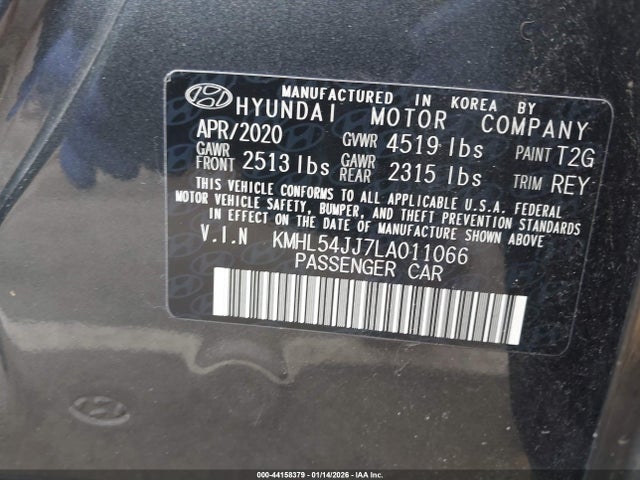 MANUFACTURED IN KOREA BY
HYUNDAI MOTOR COMPANY
APR/2020 GVWR 4519 lbs PAINT T2G
GAWR FRONT 2513 lbs GAWR REAR 2315 lbs TRIM REY
THIS VEHICLE CONFORMS TO ALL APPLICABLE U.S.A. FEDERAL
MOTOR VEHICLE SAFETY, BUMPER, AND THEFT PREVENTION STANDARDS
IN EFFECT ON THE DATE OF MANUFACTURE SHOWN ABOVE
V.I.N KMHL54JJ7LA011066
PASSENGER CAR
000-44158379 - 01/14/2026 - IAA Inc.